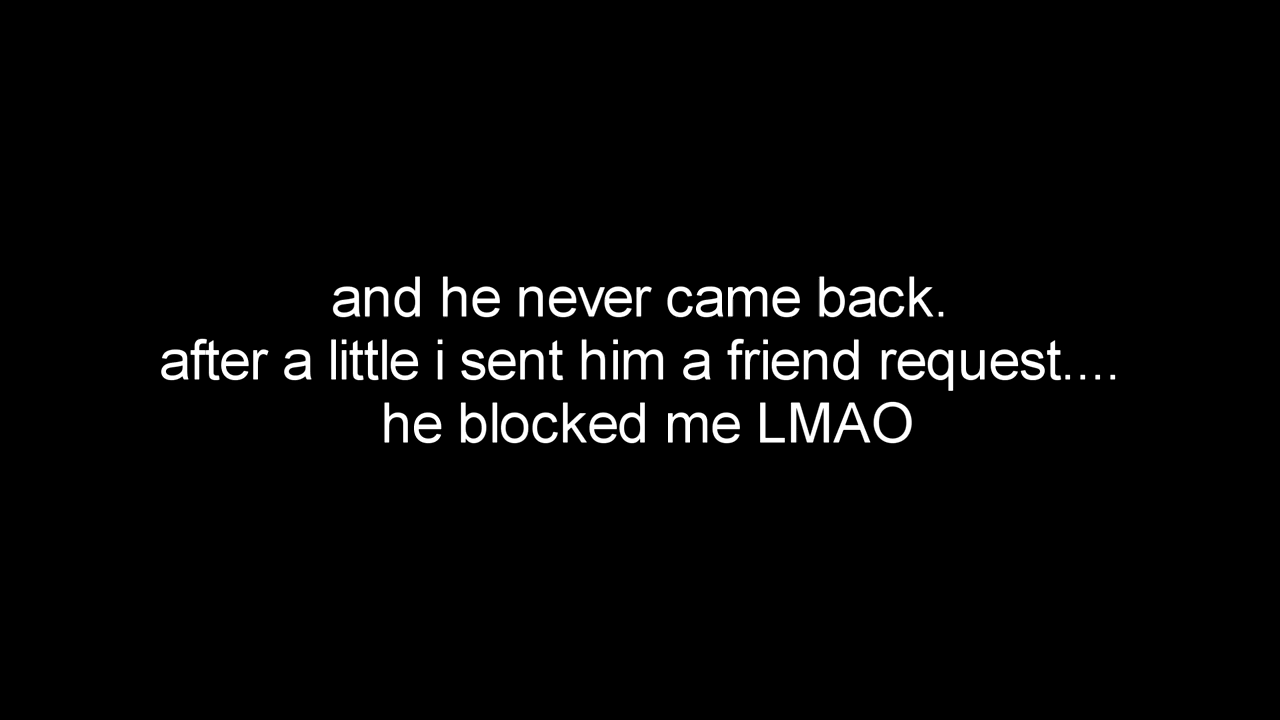 and he never came back.
after a little i sent him a friend request....
he blocked me LMAO